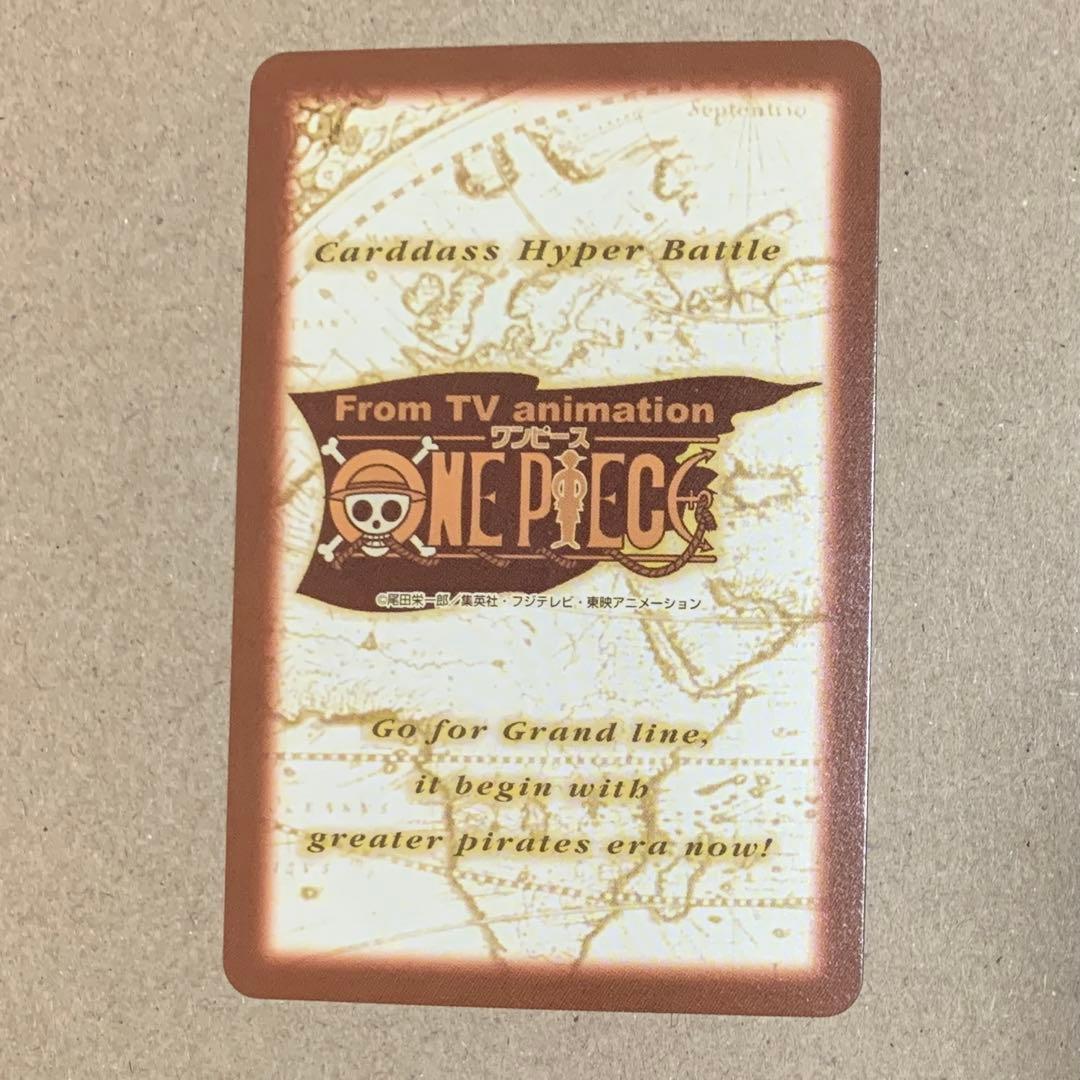 Septentrio
Carddass Hyper Battle
From TV animation
ワンピース
ONE PIECE
©尾田栄一郎/集英社・フジテレビ・東映アニメーション
Go for Grand line,
it begin with
greater pirates era now!